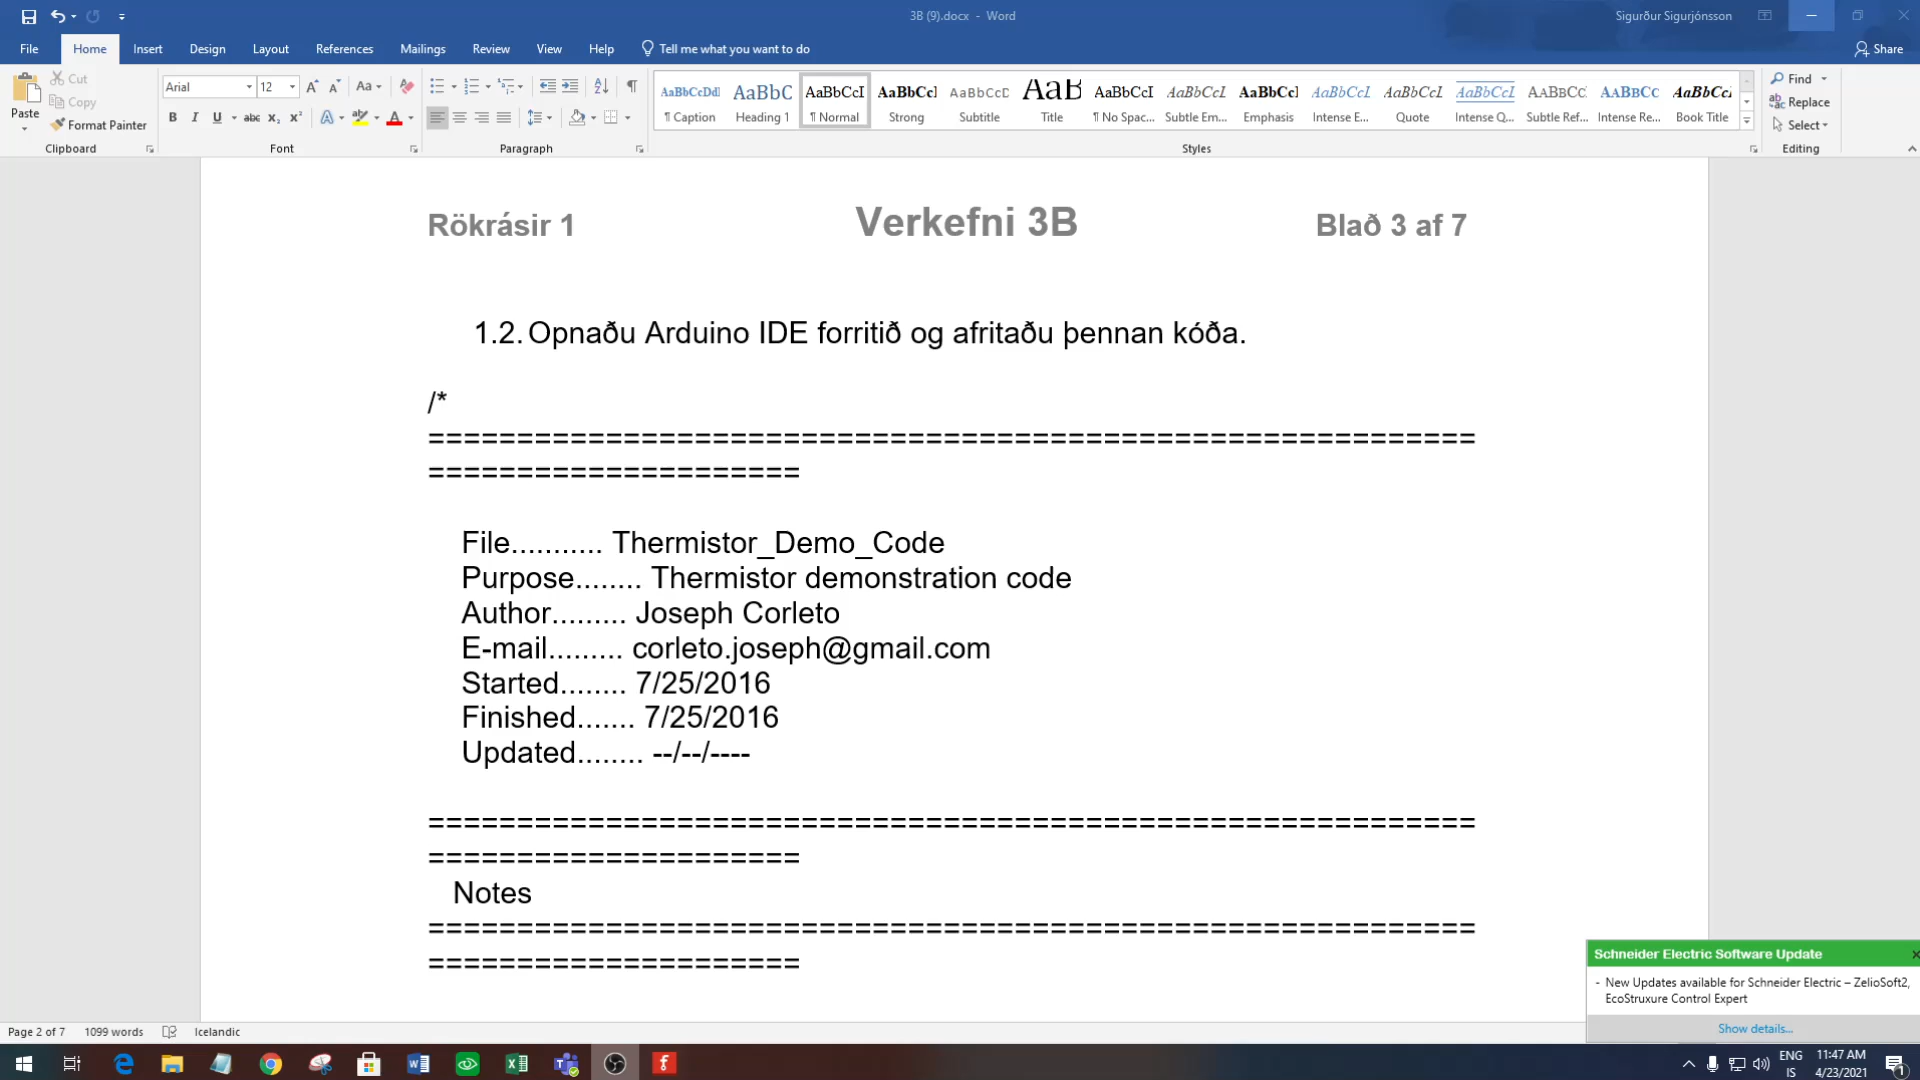 3B (9).docx - Word
Sigurður Sigurjónsson
File Home Insert Design Layout References Mailings Review View Help Tell me what you want to do
Share
Paste
Cut
Copy
Format Painter
Clipboard
Arial 12
Font
Paragraph
AaBbCcDdI AaBbC AaBbCcI AaBbCcI AaBbCcD AaB AaBbCcI AaBbCcL AaBbCcI AaBbCcL AaBbCcL AaBbCcL AABBCC AABBCC AaBbCcL
¶ Caption Heading 1 ¶ Normal Strong Subtitle Title ¶ No Spac... Subtle Em... Emphasis Intense E... Quote Intense Q... Subtle Ref... Intense Re... Book Title
Styles
Find
Replace
Select
Editing
Rökrásir 1 Verkefni 3B Blað 3 af 7
1.2. Opnaðu Arduino IDE forritið og afritaðu þennan kóða.
/*
===========================================================
=====================
File........... Thermistor_Demo_Code
Purpose........ Thermistor demonstration code
Author......... Joseph Corleto
E-mail......... corleto.joseph@gmail.com
Started........ 7/25/2016
Finished....... 7/25/2016
Updated........ --/--/----
===========================================================
=====================
Notes
===========================================================
=====================
Schneider Electric Software Update
- New Updates available for Schneider Electric – ZelioSoft2,
EcoStruxure Control Expert
Show details...
Page 2 of 7 1099 words Icelandic
ENG
IS
11:47 AM
4/23/2021
1